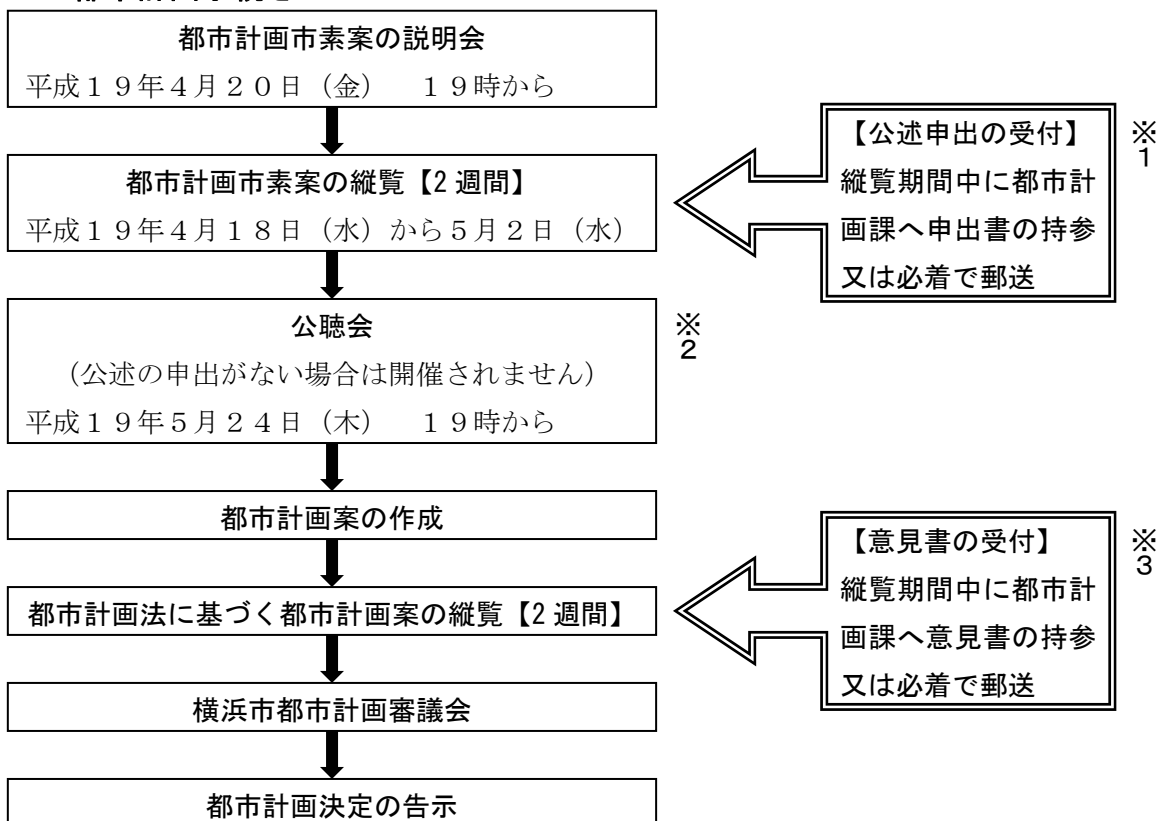 都市計画市素案の説明会
平成１９年４月２０日（金）　１９時から
都市計画市素案の縦覧【2 週間】
平成１９年４月１８日（水）から５月２日（水）
【公述申出の受付】
縦覧期間中に都市計
画課へ申出書の持参
又は必着で郵送
※1
公聴会
（公述の申出がない場合は開催されません）
平成１９年５月２４日（木）　１９時から
※2
都市計画案の作成
都市計画法に基づく都市計画案の縦覧【2 週間】
【意見書の受付】
縦覧期間中に都市計
画課へ意見書の持参
又は必着で郵送
※3
横浜市都市計画審議会
都市計画決定の告示